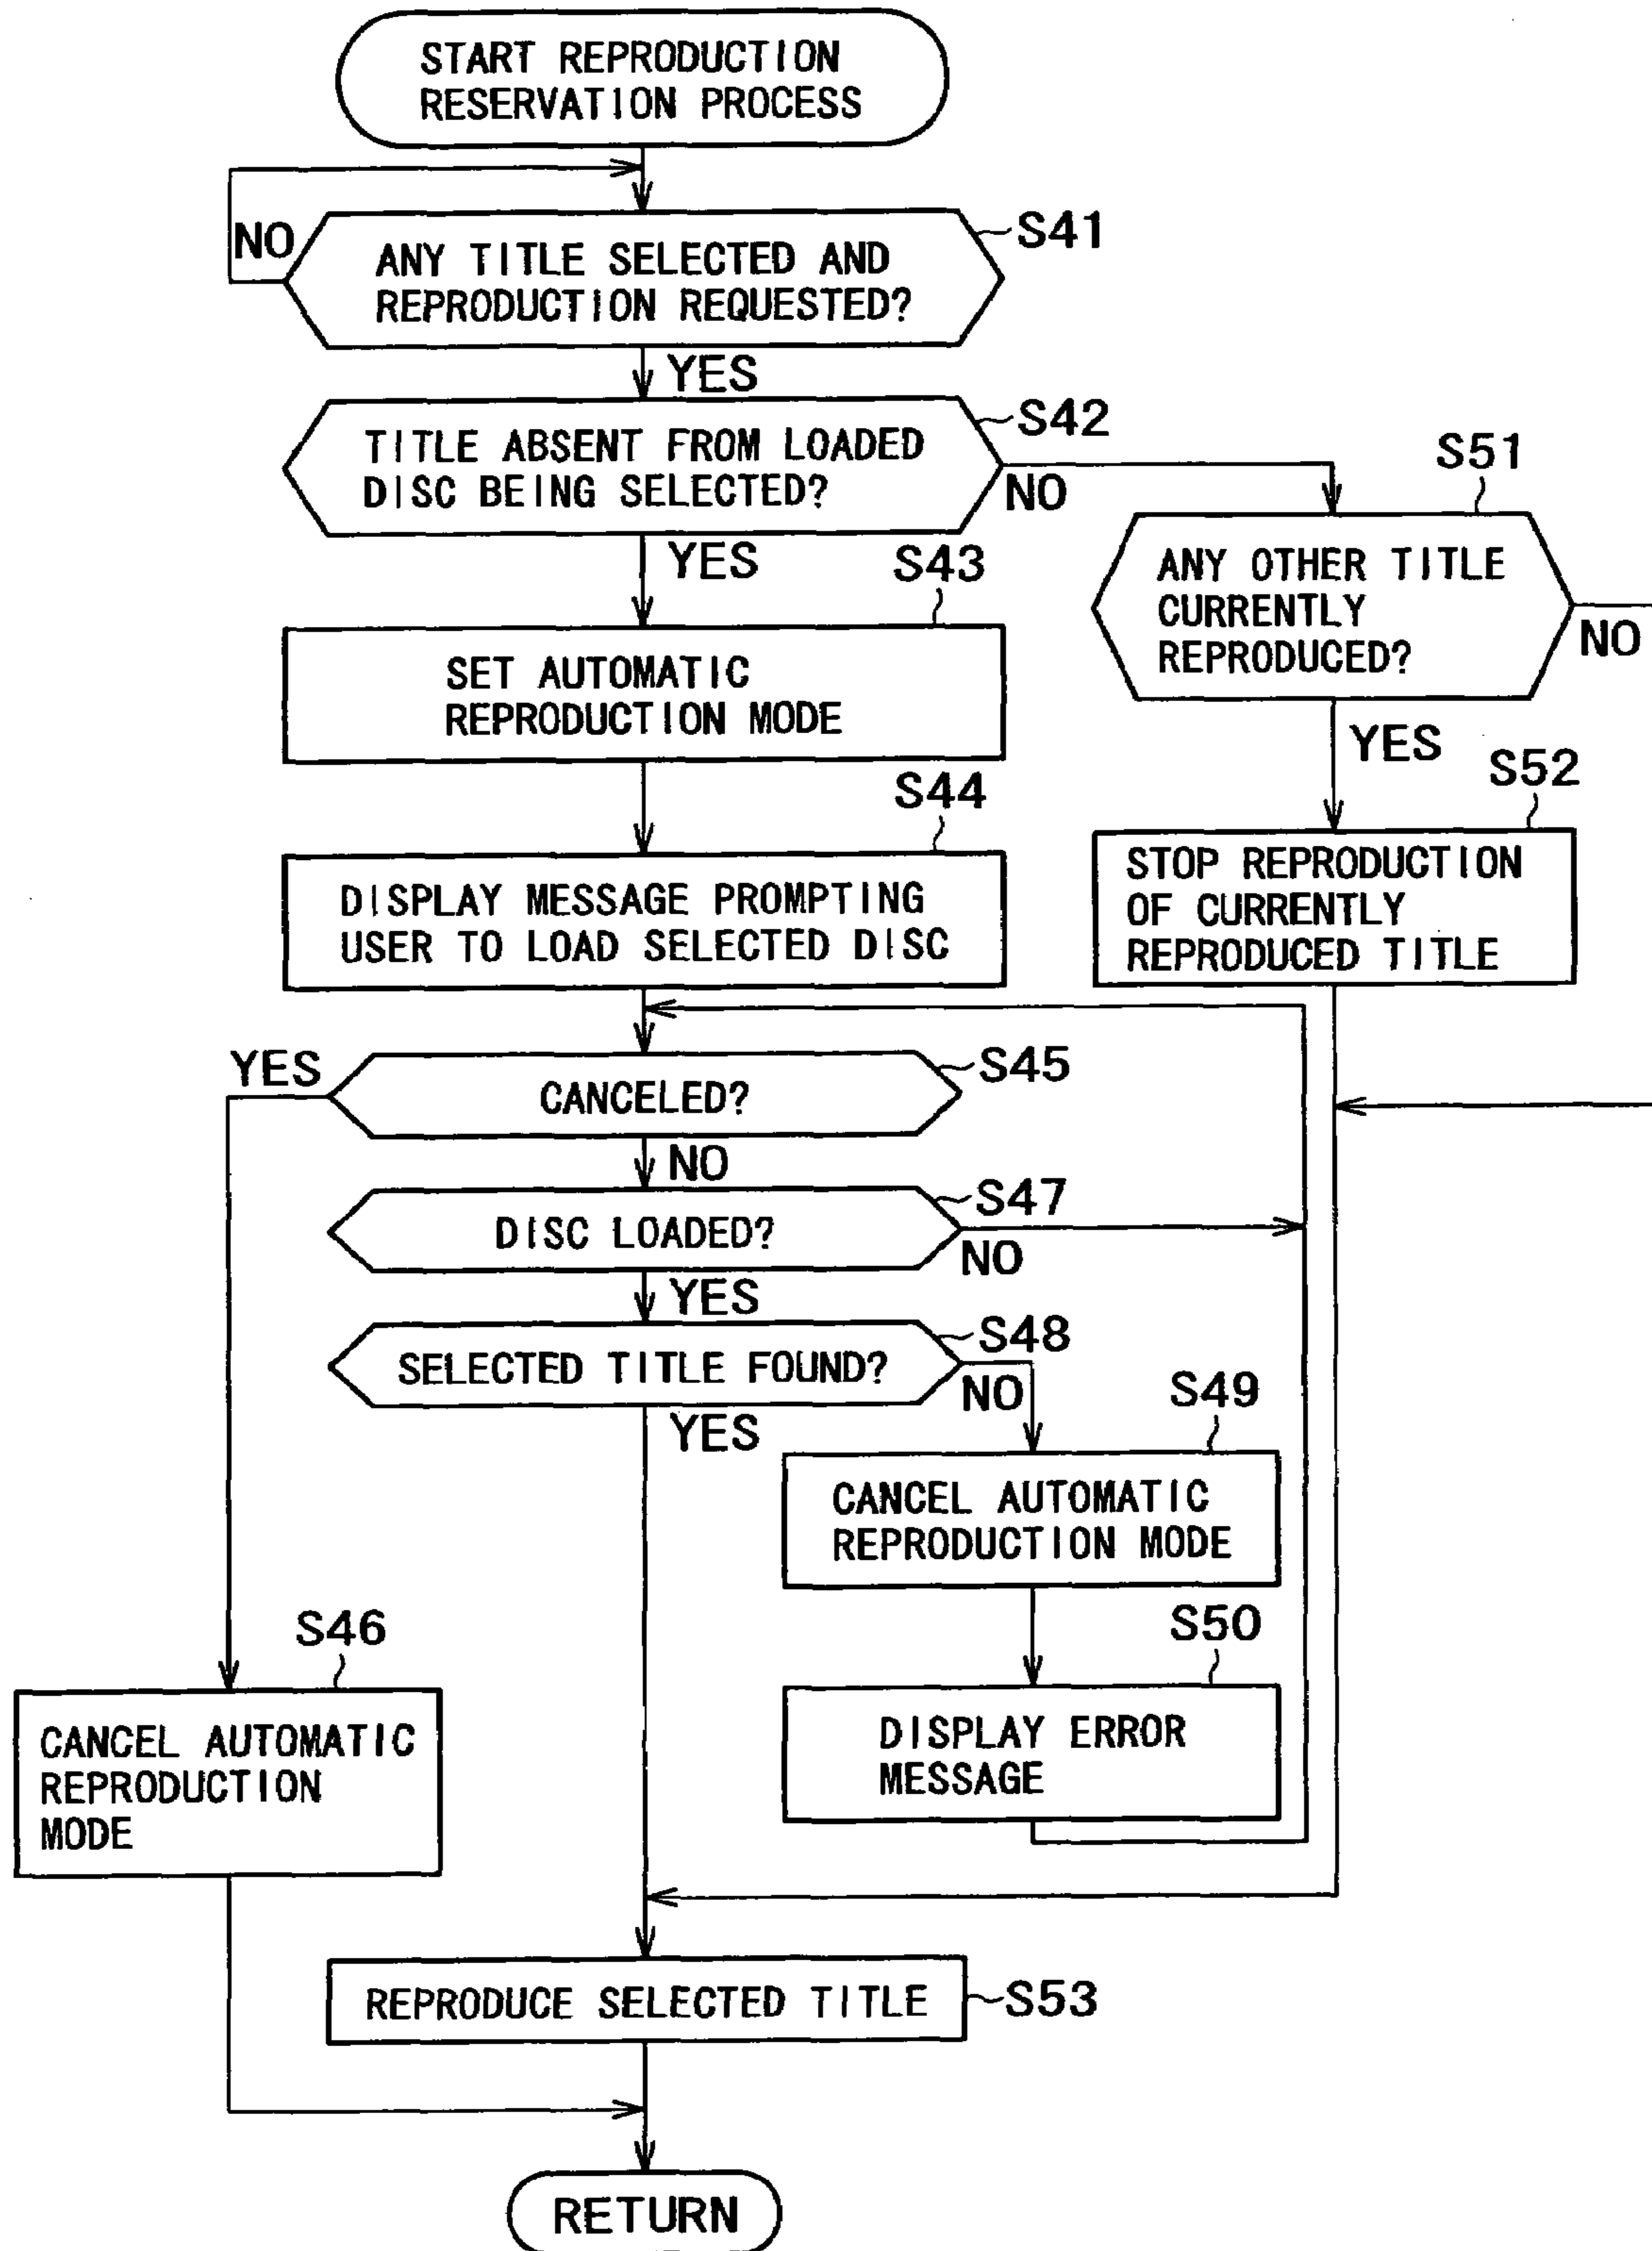 START REPRODUCTION
RESERVATION PROCESS
NO
S41
ANY TITLE SELECTED AND
REPRODUCTION REQUESTED?
YES
S42
TITLE ABSENT FROM LOADED
DISC BEING SELECTED?
NO
S51
YES
S43
ANY OTHER TITLE
CURRENTLY
REPRODUCED?
NO
SET AUTOMATIC
REPRODUCTION MODE
YES
S52
S44
STOP REPRODUCTION
OF CURRENTLY
REPRODUCED TITLE
DISPLAY MESSAGE PROMPTING
USER TO LOAD SELECTED DISC
YES
S45
CANCELED?
NO
S47
DISC LOADED?
NO
YES
S48
SELECTED TITLE FOUND?
NO
YES
S49
CANCEL AUTOMATIC
REPRODUCTION MODE
S50
DISPLAY ERROR
MESSAGE
S46
CANCEL AUTOMATIC
REPRODUCTION
MODE
REPRODUCE SELECTED TITLE
S53
RETURN